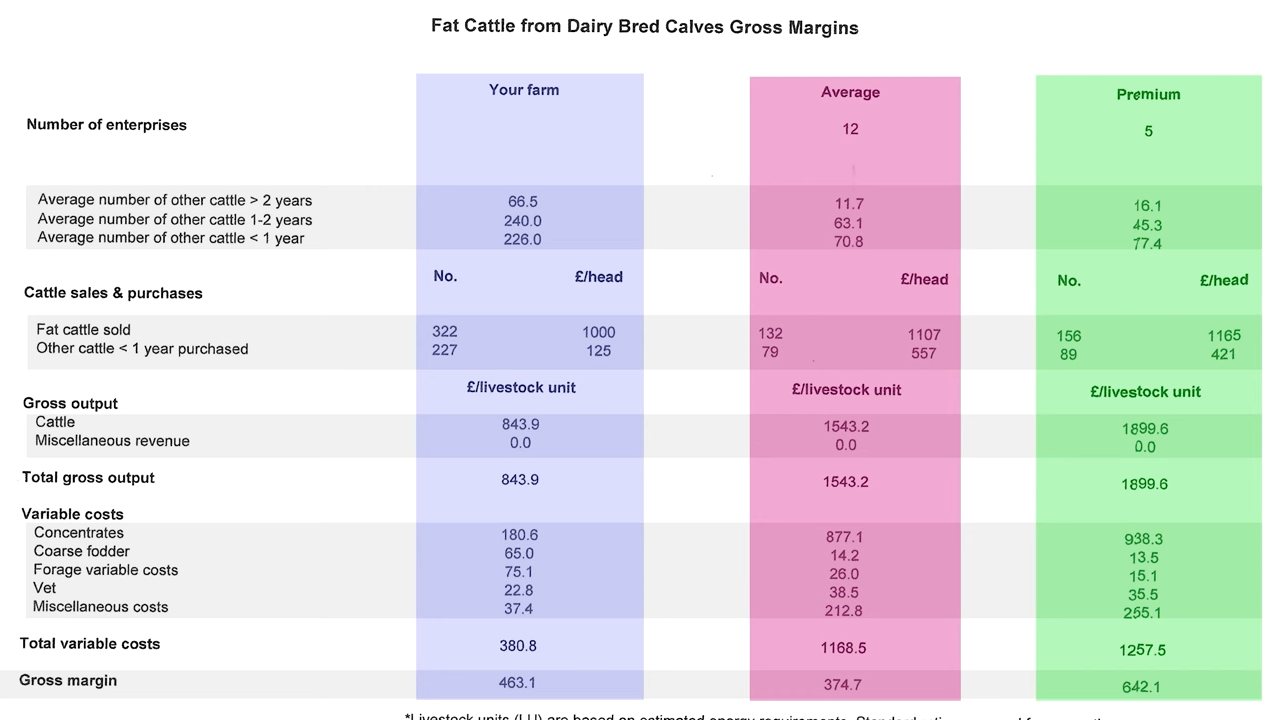 Fat Cattle from Dairy Bred Calves Gross Margins
Your farm Average Premium
Number of enterprises 12 5
Average number of other cattle > 2 years 66.5 11.7 16.1
Average number of other cattle 1-2 years 240.0 63.1 45.3
Average number of other cattle < 1 year 226.0 70.8 77.4
No. £/head No. £/head No. £/head
Cattle sales & purchases
Fat cattle sold 322 1000 132 1107 156 1165
Other cattle < 1 year purchased 227 125 79 557 89 421
£/livestock unit £/livestock unit £/livestock unit
Gross output
Cattle 843.9 1543.2 1899.6
Miscellaneous revenue 0.0 0.0 0.0
Total gross output 843.9 1543.2 1899.6
Variable costs
Concentrates 180.6 877.1 938.3
Coarse fodder 65.0 14.2 13.5
Forage variable costs 75.1 26.0 15.1
Vet 22.8 38.5 35.5
Miscellaneous costs 37.4 212.8 255.1
Total variable costs 380.8 1168.5 1257.5
Gross margin 463.1 374.7 642.1
*Livestock units (LU) are based on estimated energy requirements.